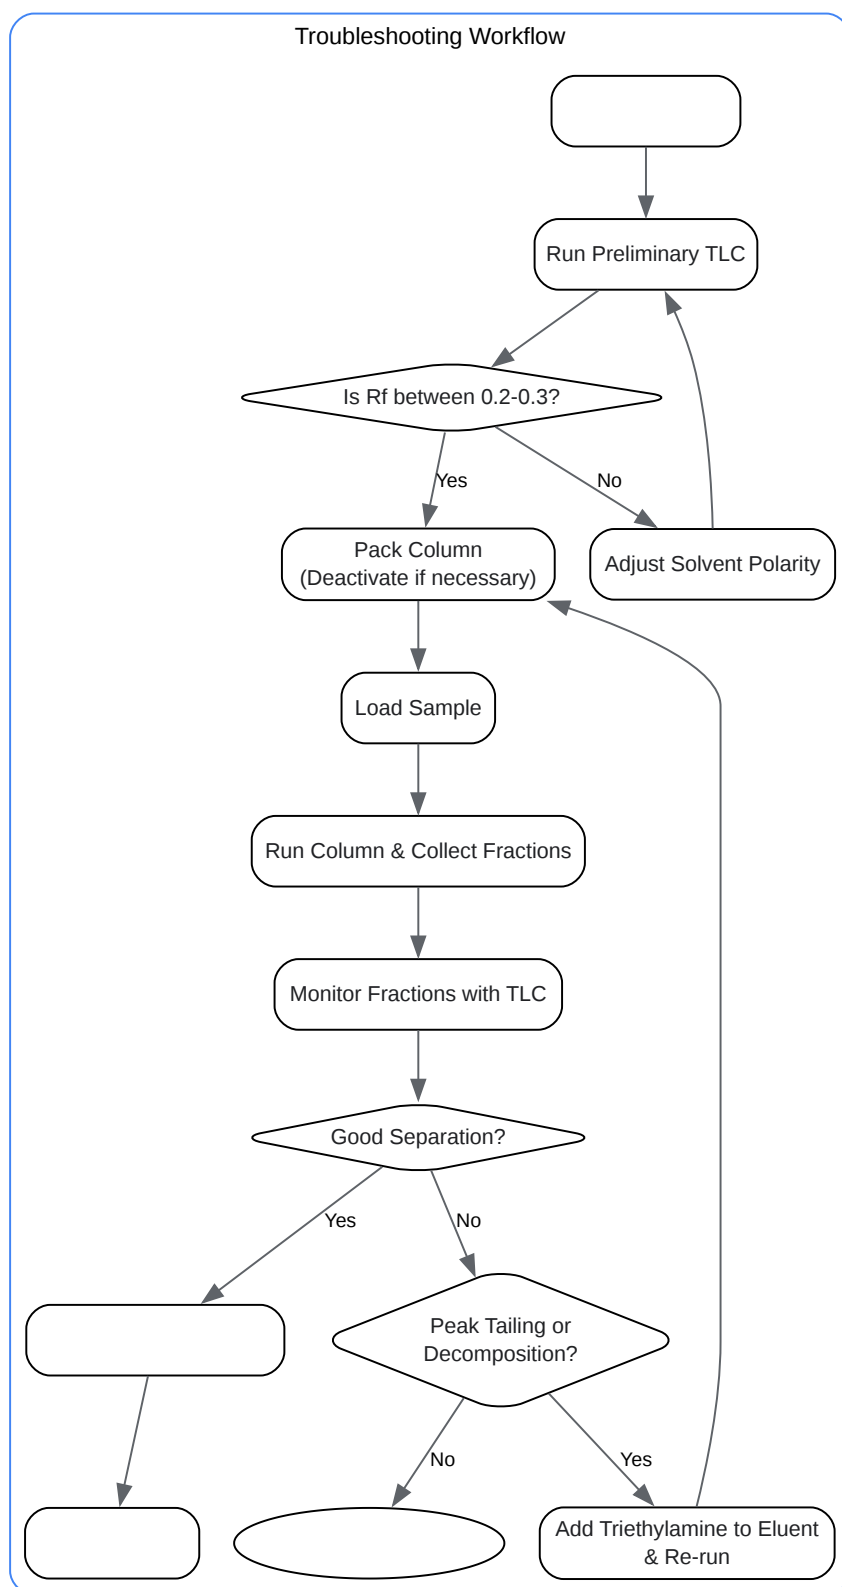 Troubleshooting Workflow
Run Preliminary TLC
Is Rf between 0.2-0.3?
Yes
No
Pack Column
(Deactivate if necessary)
Adjust Solvent Polarity
Load Sample
Run Column & Collect Fractions
Monitor Fractions with TLC
Good Separation?
Yes
No
Peak Tailing or
Decomposition?
No
Yes
Add Triethylamine to Eluent
& Re-run